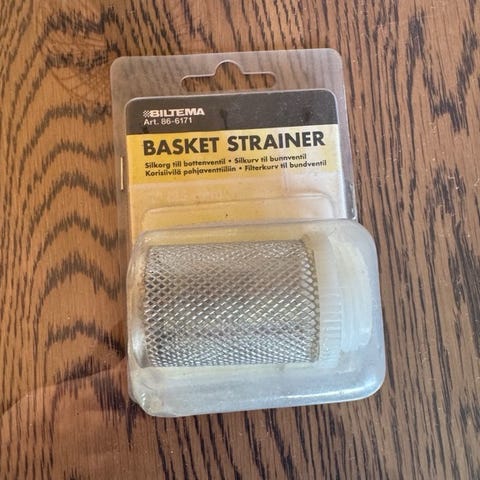 BILTEMA
Art. 86-6171
BASKET STRAINER
Silkorg till bottenventil • Silkurv til bunnventil
Korisiivilä pohjaventtiiliin • Filterkurv til bundventil